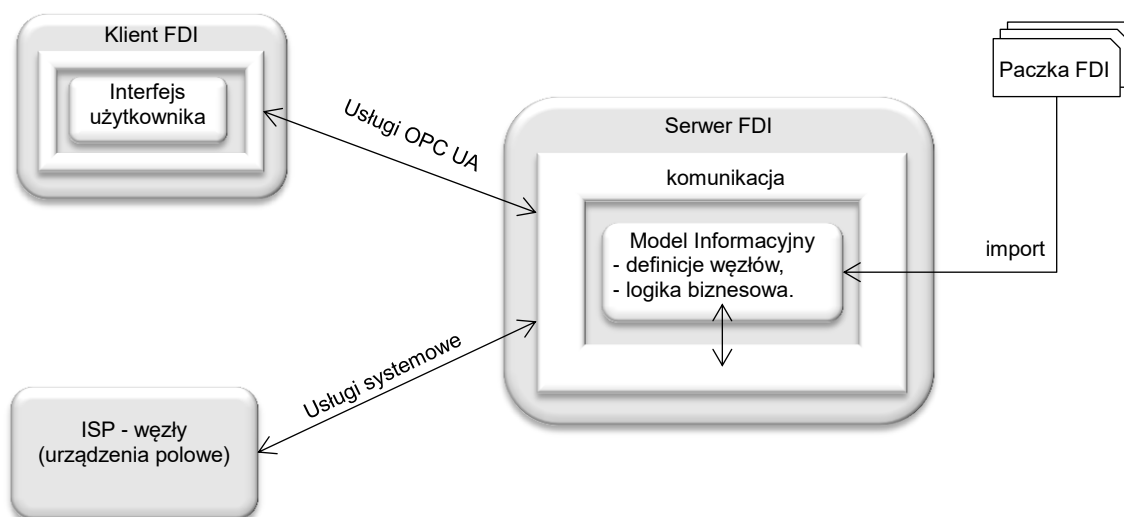 Klient FDI
Interfejs
użytkownika
Usługi OPC UA
Paczka FDI
Serwer FDI
komunikacja
Model Informacyjny
- definicje węzłów,
- logika biznesowa.
import
Usługi systemowe
ISP - węzły
(urządzenia polowe)